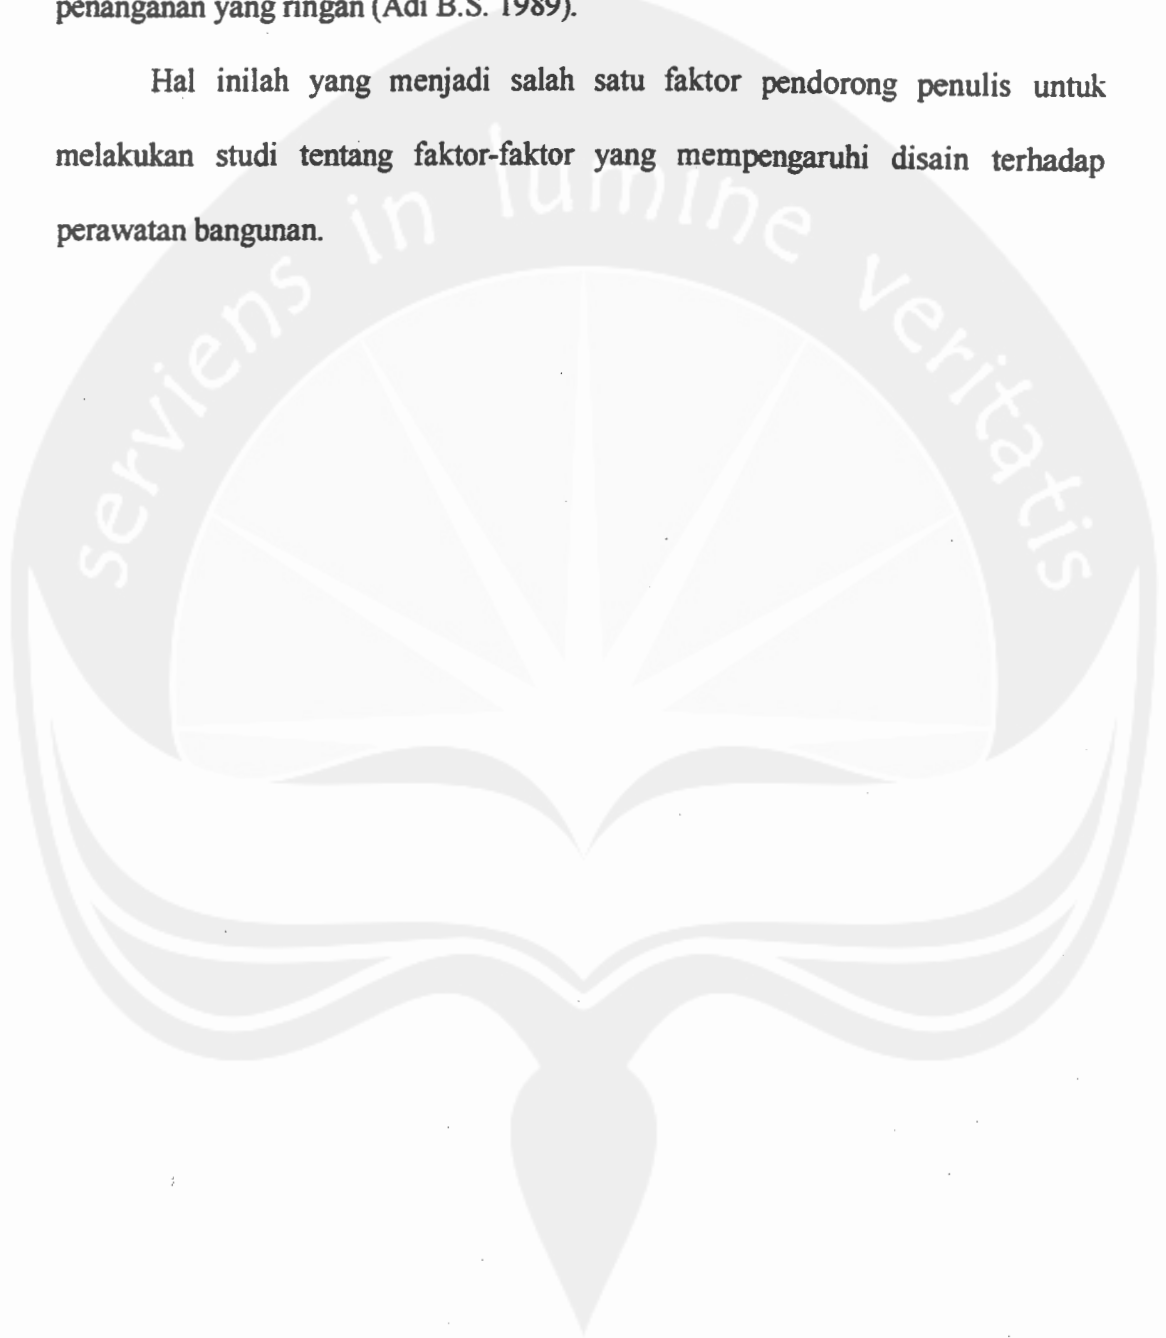 penanganan yang ringan (Adi B.S. 1989).
Hal inilah yang menjadi salah satu faktor pendorong penulis untuk
melakukan studi tentang faktor-faktor yang mempengaruhi disain terhadap
perawatan bangunan.
serviens in lumine veritatis